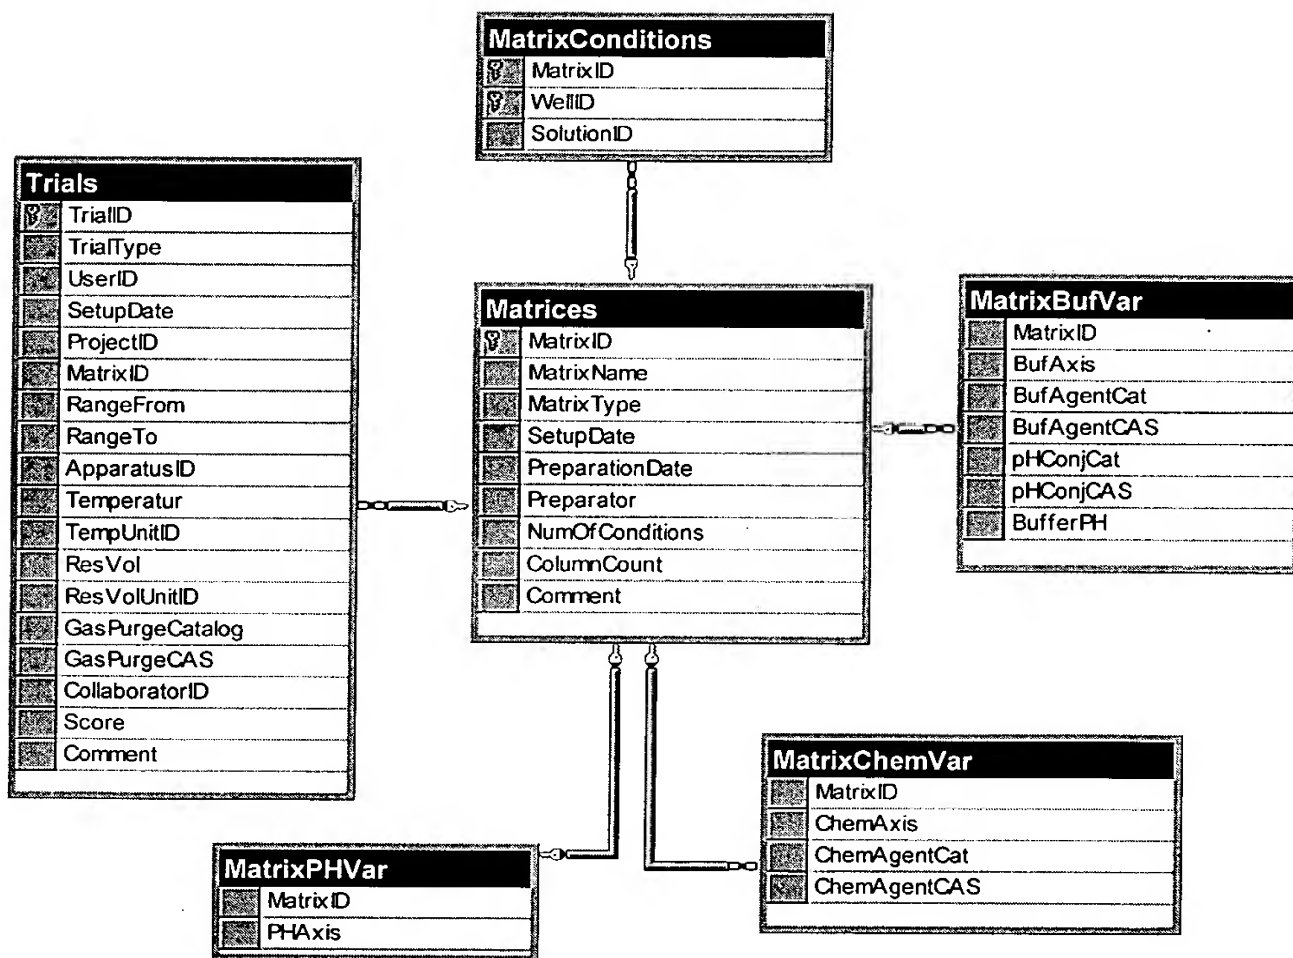 MatrixConditions
MatrixID
WellID
SolutionID
Trials
TrialID
TrialType
UserID
SetupDate
ProjectID
MatrixID
RangeFrom
RangeTo
ApparatusID
Temperatur
TempUnitID
ResVol
ResVolUnitID
GasPurgeCatalog
GasPurgeCAS
CollaboratorID
Score
Comment
Matrices
MatrixID
MatrixName
MatrixType
SetupDate
PreparationDate
Preparator
NumOfConditions
ColumnCount
Comment
MatrixBufVar
MatrixID
BufAxis
BufAgentCat
BufAgentCAS
pHConjCat
pHConjCAS
BufferPH
MatrixPHVar
MatrixID
PHAxis
MatrixChemVar
MatrixID
ChemAxis
ChemAgentCat
ChemAgentCAS